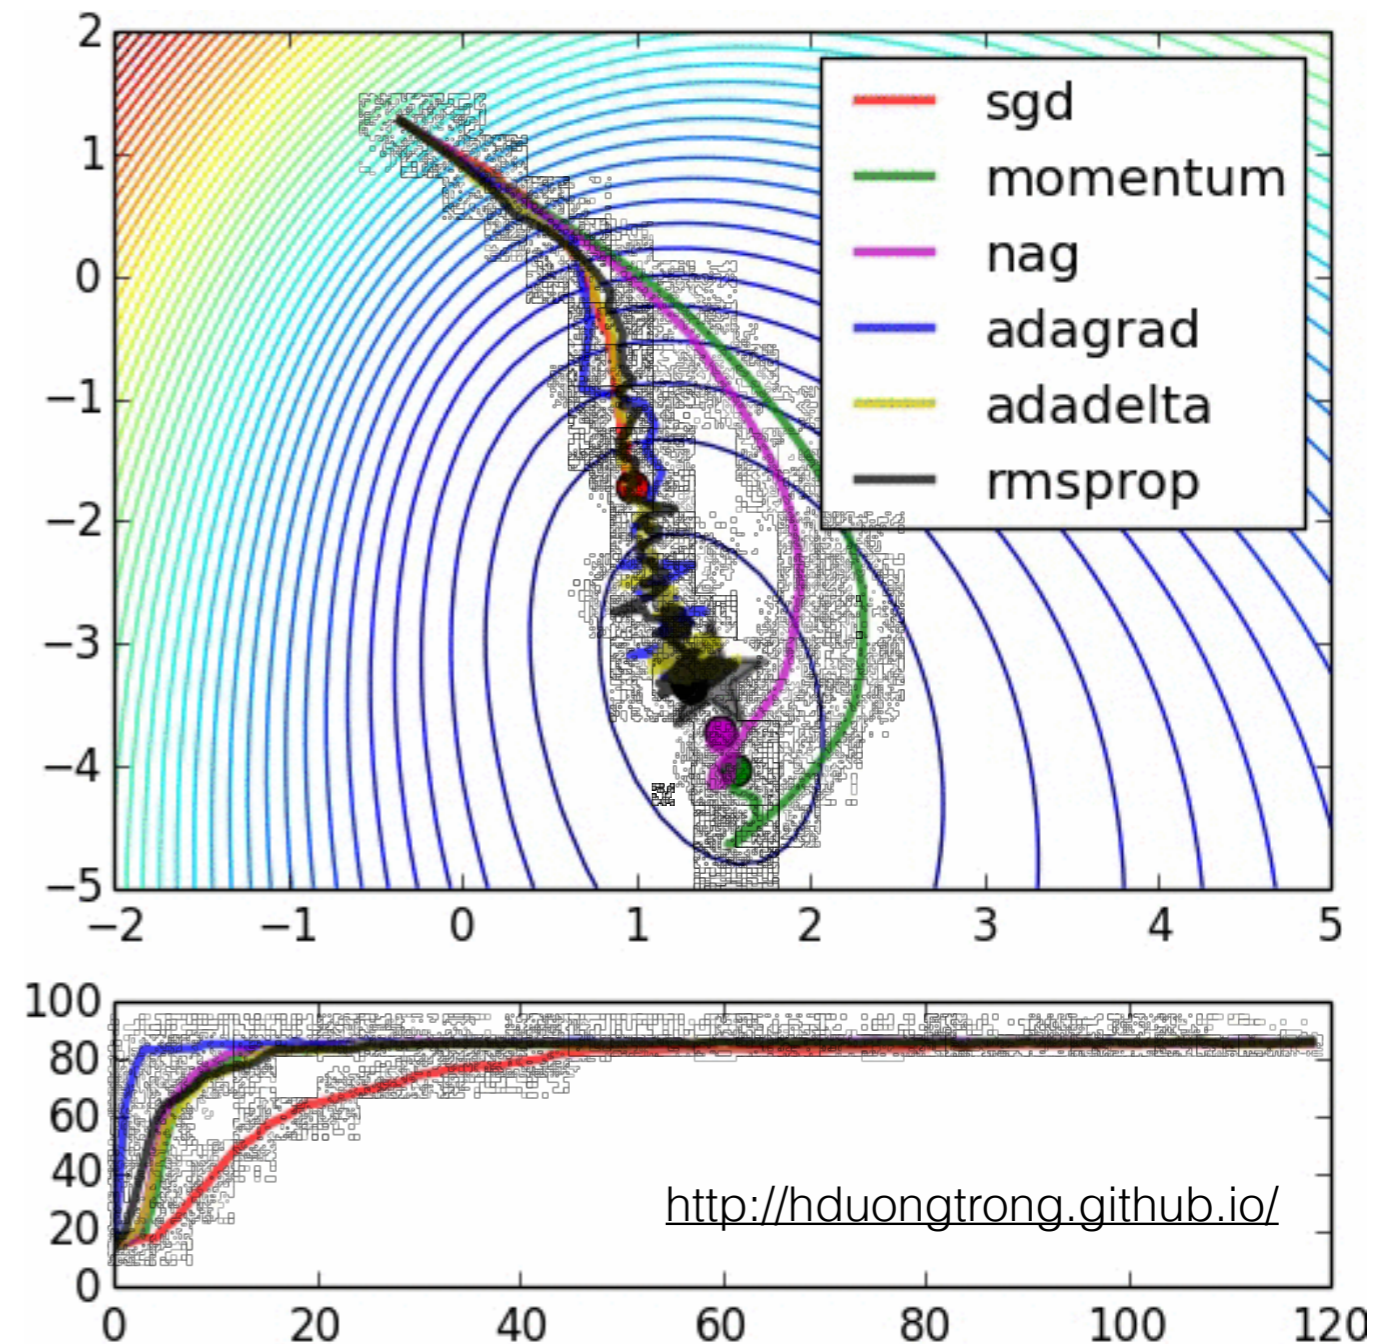 2
1
0
−1
−2
−3
−4
−5
−2 −1 0 1 2 3 4 5
sgd
momentum
nag
adagrad
adadelta
rmsprop
100
80
60
40
20
0
0 20 40 60 80 100 120
http://hduongtrong.github.io/